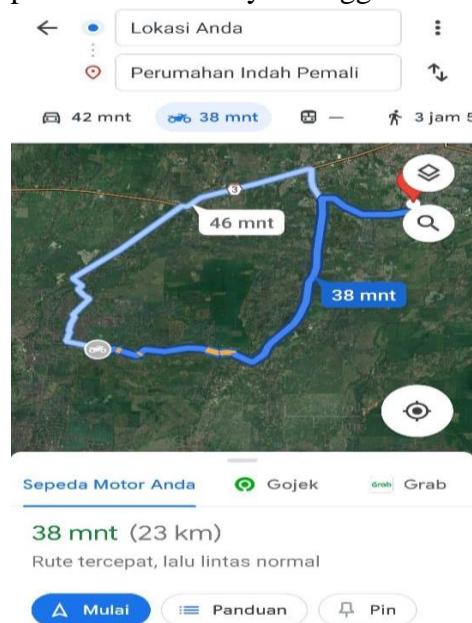 Lokasi Anda
Perumahan Indah Pemali
42 mnt
38 mnt
—
3 jam 5
3
46 mnt
38 mnt
Sepeda Motor Anda
Gojek
Grab
Grab
38 mnt (23 km)
Rute tercepat, lalu lintas normal
Mulai
Panduan
Pin